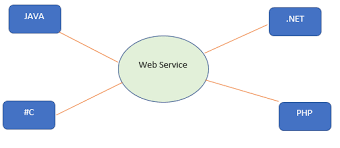 JAVA
.NET
Web Service
#C
PHP